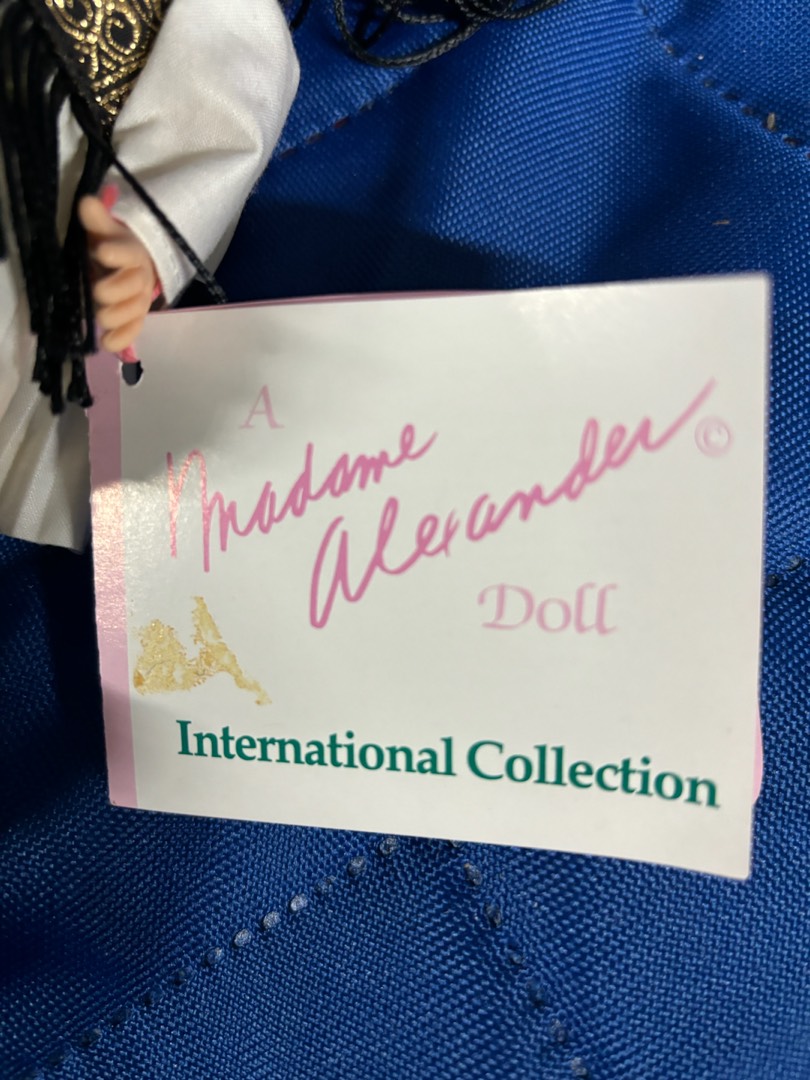 A
Madame
Alexander ©
Doll
International Collection